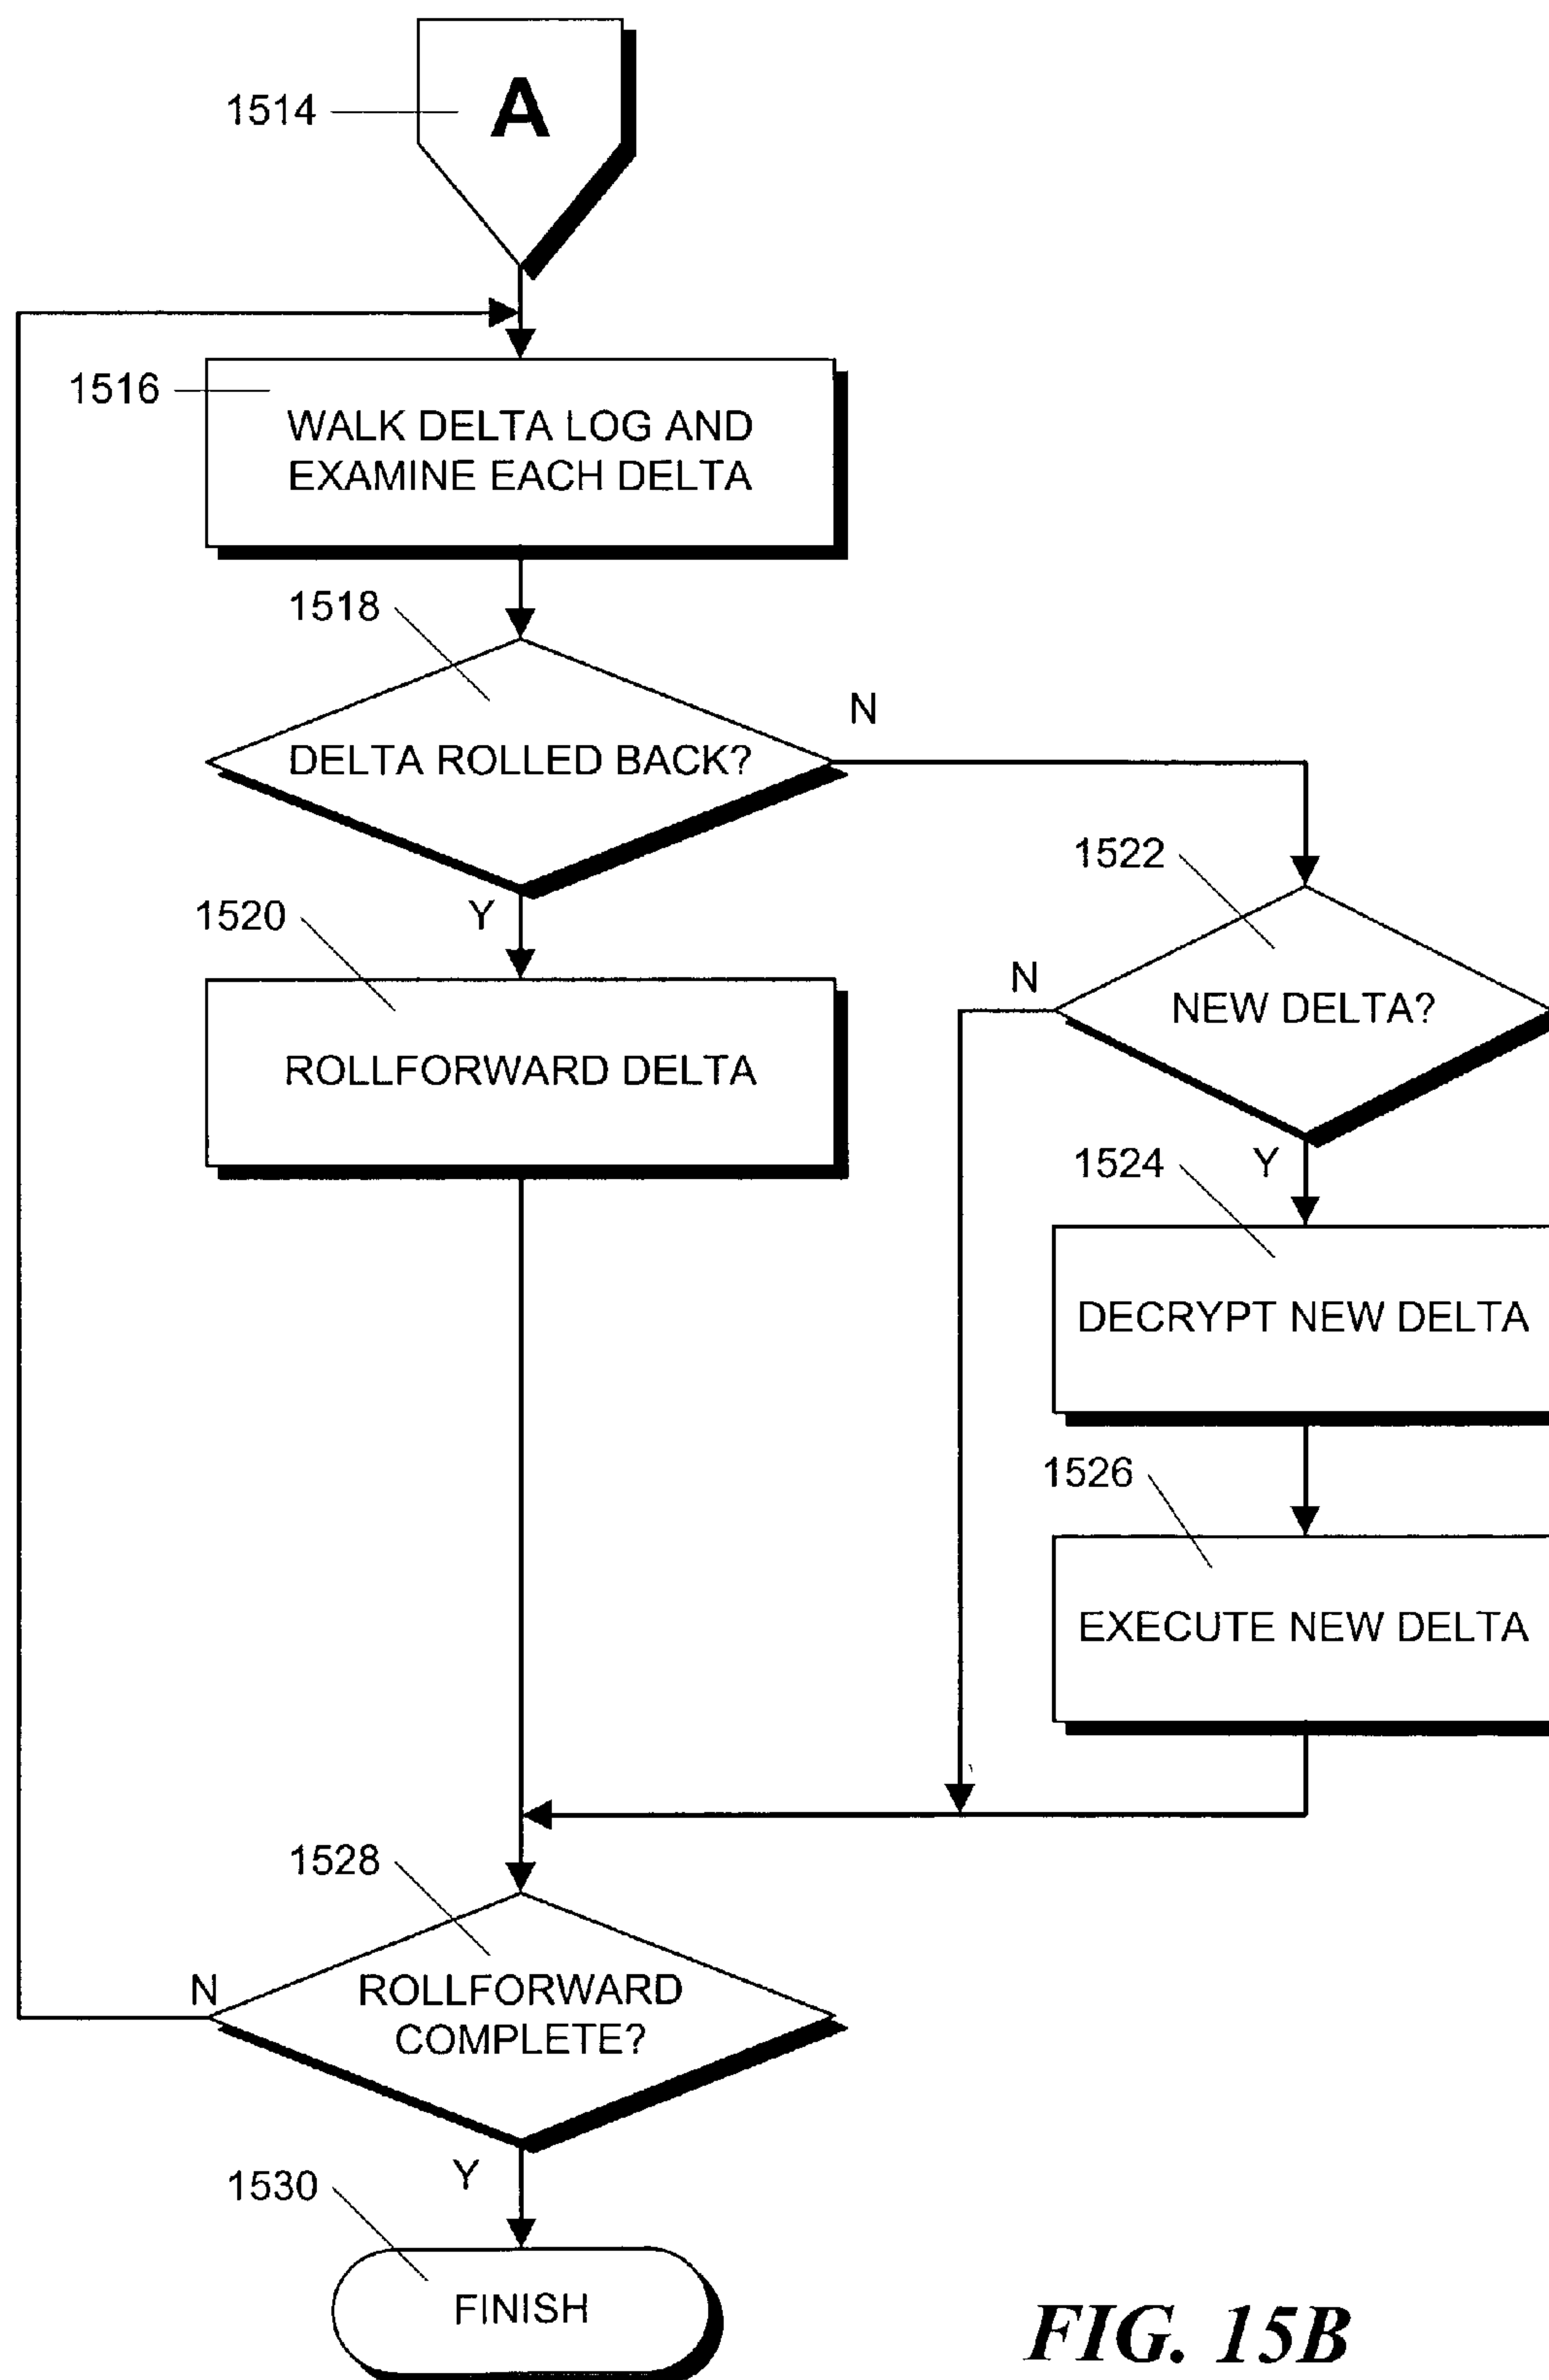 1514
A
1516
WALK DELTA LOG AND
EXAMINE EACH DELTA
1518
DELTA ROLLED BACK?
N
Y
1520
ROLLFORWARD DELTA
1522
NEW DELTA?
N
Y
1524
DECRYPT NEW DELTA
1526
EXECUTE NEW DELTA
1528
ROLLFORWARD
COMPLETE?
N
Y
1530
FINISH
FIG. 15B